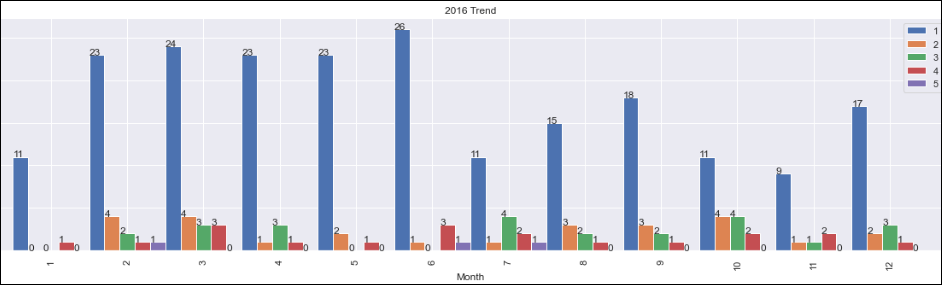 2016 Trend
1
2
3
4
5
11 0 0 1 0
23 4 2 1 1
24 4 3 3 0
23 1 3 1 0
23 2 0 1 0
26 1 0 3 1
11 1 4 2 1
15 3 2 1 0
18 3 2 1 0
11 4 4 2 0
9 1 1 2 0
17 2 3 1 0
1 2 3 4 5 6 7 8 9 10 11 12
Month